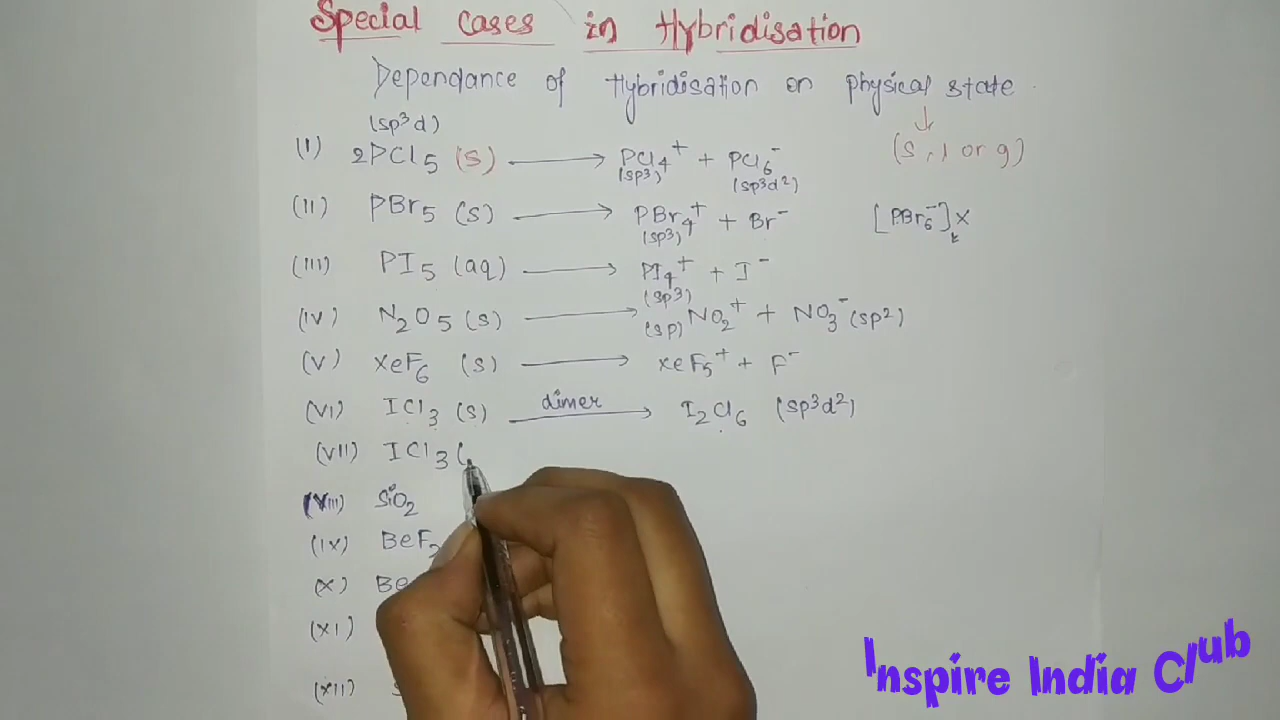 Special cases in Hybridisation
Dependance of Hybridisation on physical state
(s, l or g)
(sp³d)
(I) 2PCl₅ (s) ⟶ PCl₄⁺ + PCl₆⁻
(sp³) (sp³d²)
(II) PBr₅ (s) ⟶ PBr₄⁺ + Br⁻ [PBr₆⁻] x
(sp³)
(III) PI₅ (aq) ⟶ PI₄⁺ + I⁻
(sp³)
(IV) N₂O₅ (s) ⟶ (sp) NO₂⁺ + NO₃⁻ (sp²)
(V) XeF₆ (s) ⟶ XeF₅⁺ + F⁻
(VI) ICl₃ (s) dimer ⟶ I₂Cl₆ (sp³d²)
(VII) ICl₃ (
(VIII) SiO₂
(IX) BeF₂
(X) Be
(XI)
(XII)
Inspire India Club